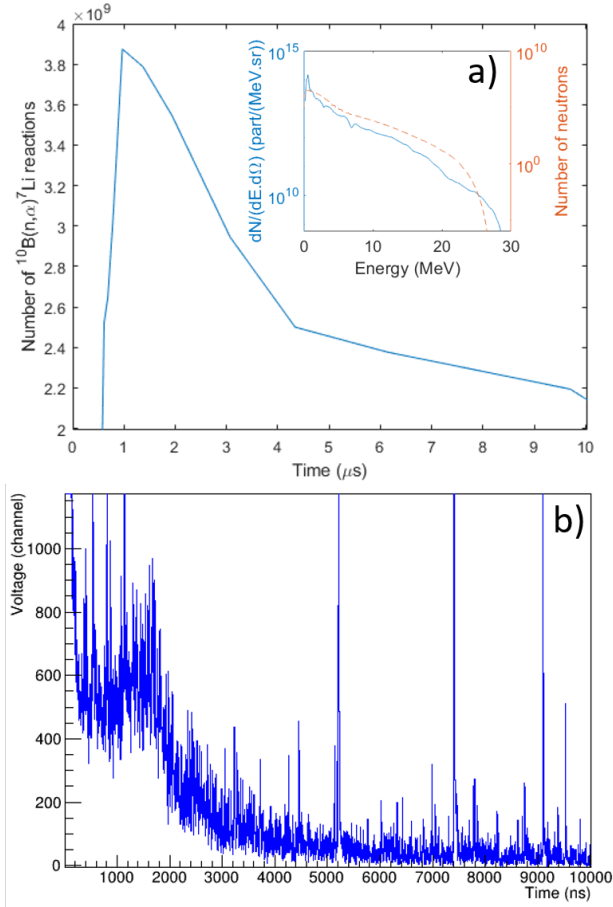 ×10⁹
4
3.8
3.6
3.4
3.2
3
2.8
2.6
2.4
2.2
2
Number of ¹⁰B(n,α)⁷Li reactions
0 1 2 3 4 5 6 7 8 9 10
Time (μs)
a)
10¹⁵
10¹⁰
dN/(dE.dΩ) (part/(MeV.sr))
10¹⁰
10⁰
Number of neutrons
0 10 20 30
Energy (MeV)
b)
Voltage (channel)
1000
800
600
400
200
0
1000 2000 3000 4000 5000 6000 7000 8000 9000 10000
Time (ns)